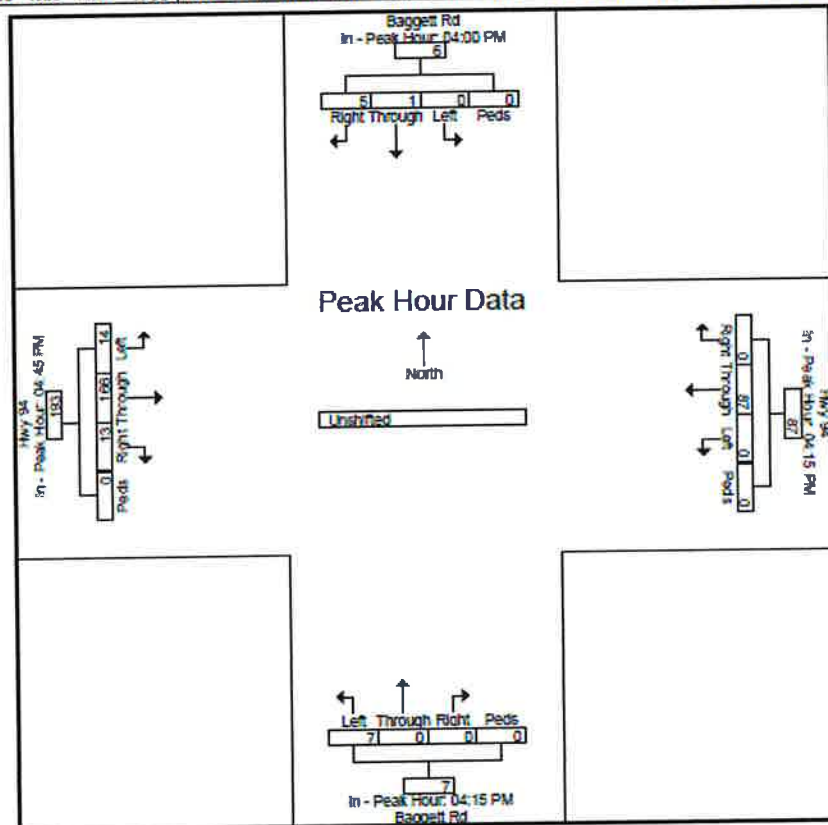 Baggett Rd
In - Peak Hour: 04:00 PM
6
5 1 0 0
Right Through Left Peds
Peak Hour Data
North
Unshifted
Hwy 94
In - Peak Hour: 04:45 PM
193
14 166 13 0
Left Through Right Peds
Right Through Left Peds
0 87 0 0
87
In - Peak Hour: 04:15 PM
Hwy 94
Left Through Right Peds
7 0 0 0
7
In - Peak Hour: 04:15 PM
Baggett Rd